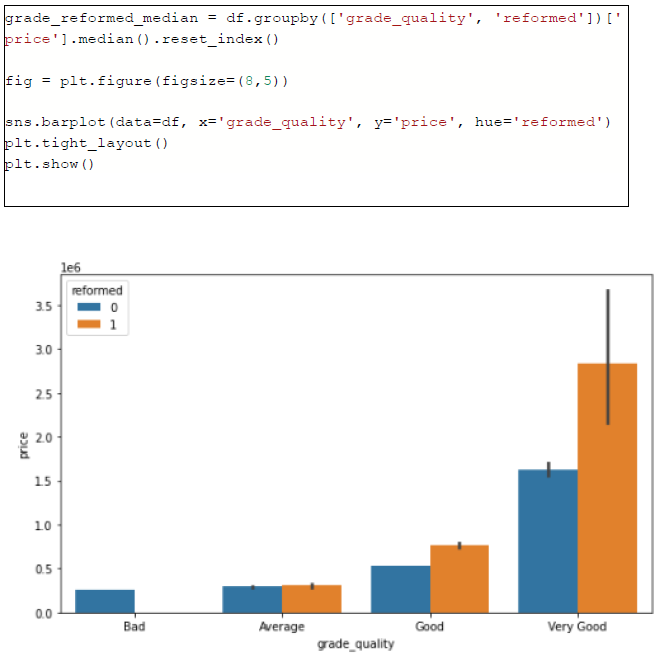 grade_reformed_median = df.groupby(['grade_quality', 'reformed'])['
price'].median().reset_index()
fig = plt.figure(figsize=(8,5))
sns.barplot(data=df, x='grade_quality', y='price', hue='reformed')
plt.tight_layout()
plt.show()
1e6
reformed
0
1
3.5
3.0
2.5
2.0
1.5
1.0
0.5
0.0
price
Bad Average Good Very Good
grade_quality